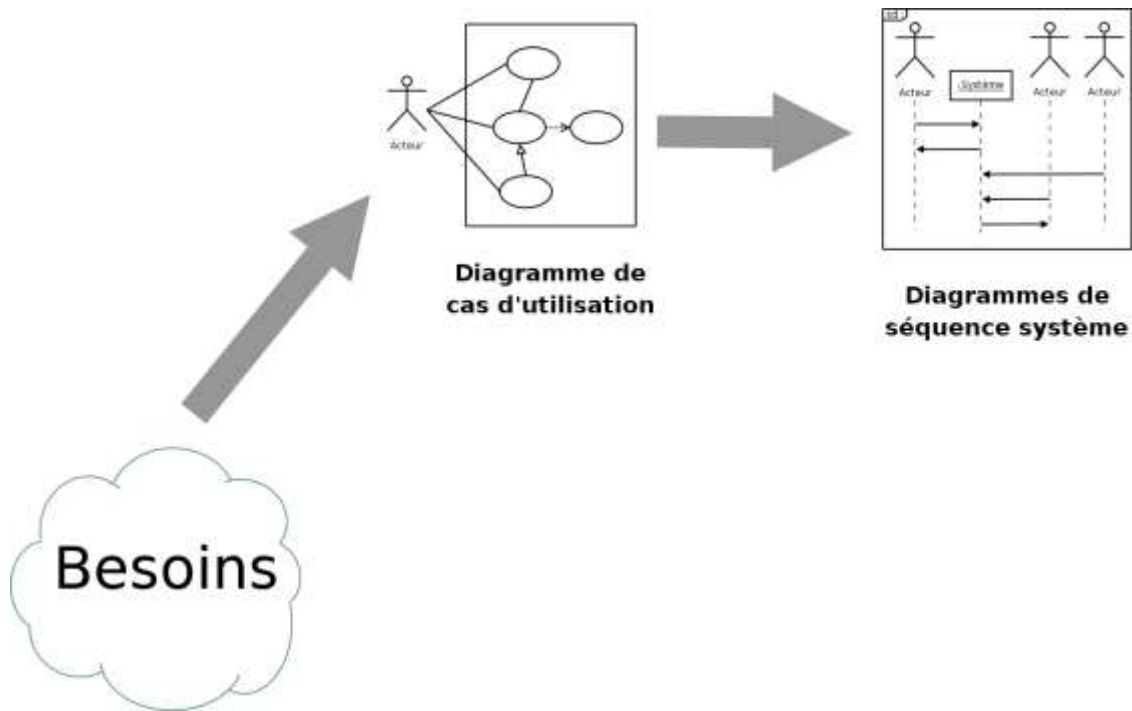 sd
Acteur
:Système
Acteur
Acteur
Acteur
Diagramme de
cas d'utilisation
Diagrammes de
séquence système
Besoins